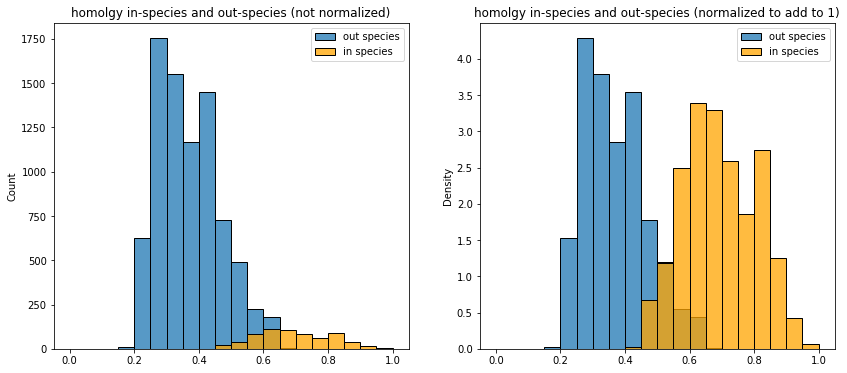 homolgy in-species and out-species (not normalized)
out species
in species
Count
1750
1500
1250
1000
750
500
250
0
0.0 0.2 0.4 0.6 0.8 1.0
homolgy in-species and out-species (normalized to add to 1)
out species
in species
Density
4.0
3.5
3.0
2.5
2.0
1.5
1.0
0.5
0.0
0.0 0.2 0.4 0.6 0.8 1.0